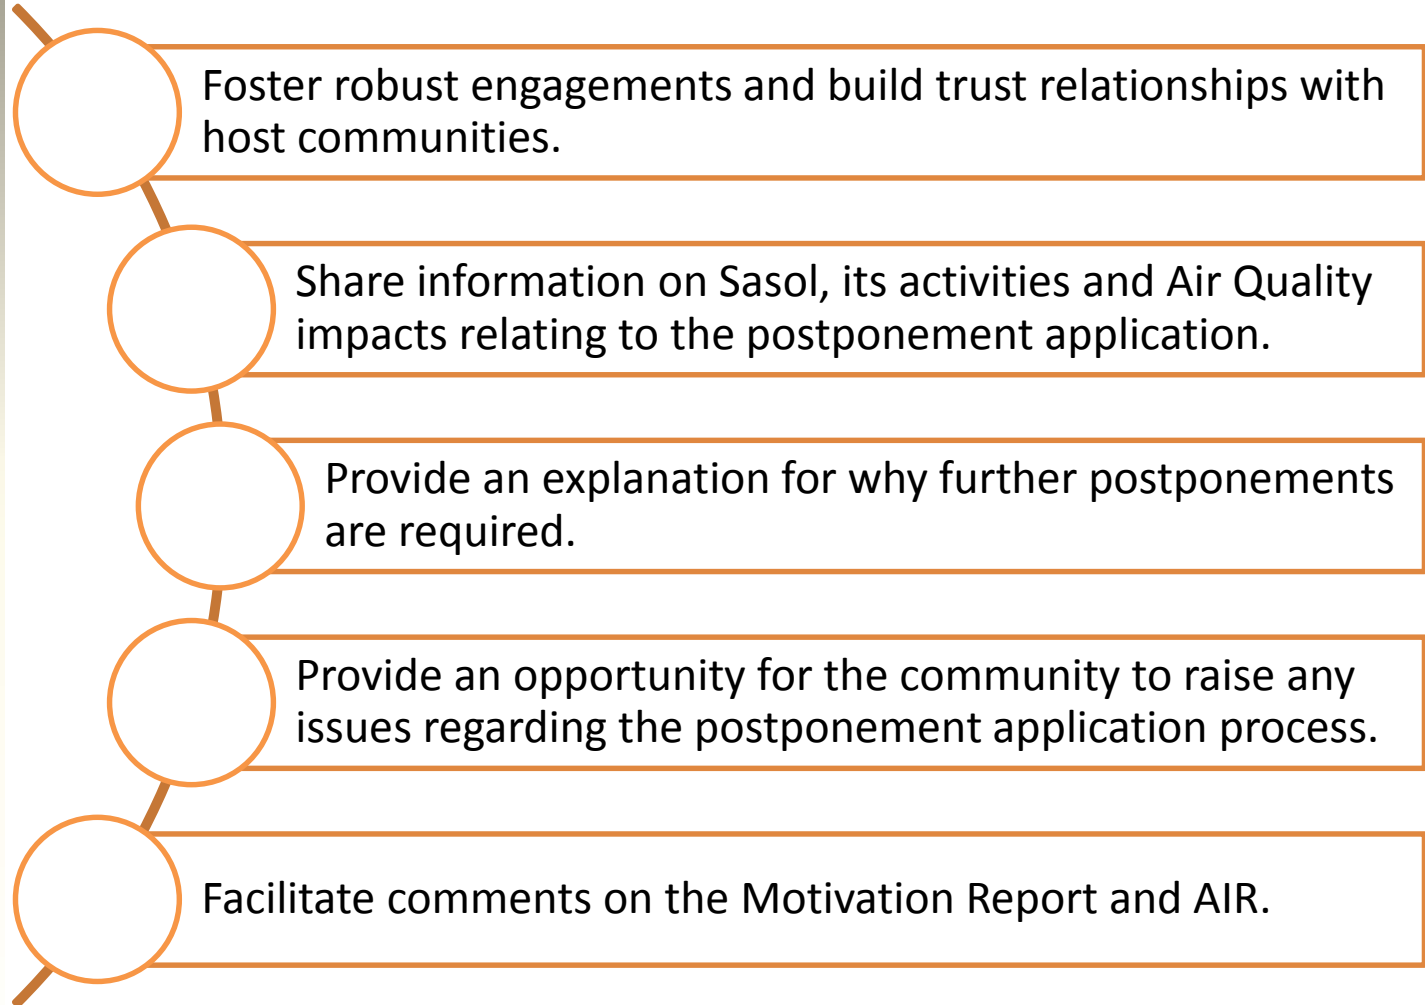 Foster robust engagements and build trust relationships with
host communities.
Share information on Sasol, its activities and Air Quality
impacts relating to the postponement application.
Provide an explanation for why further postponements
are required.
Provide an opportunity for the community to raise any
issues regarding the postponement application process.
Facilitate comments on the Motivation Report and AIR.